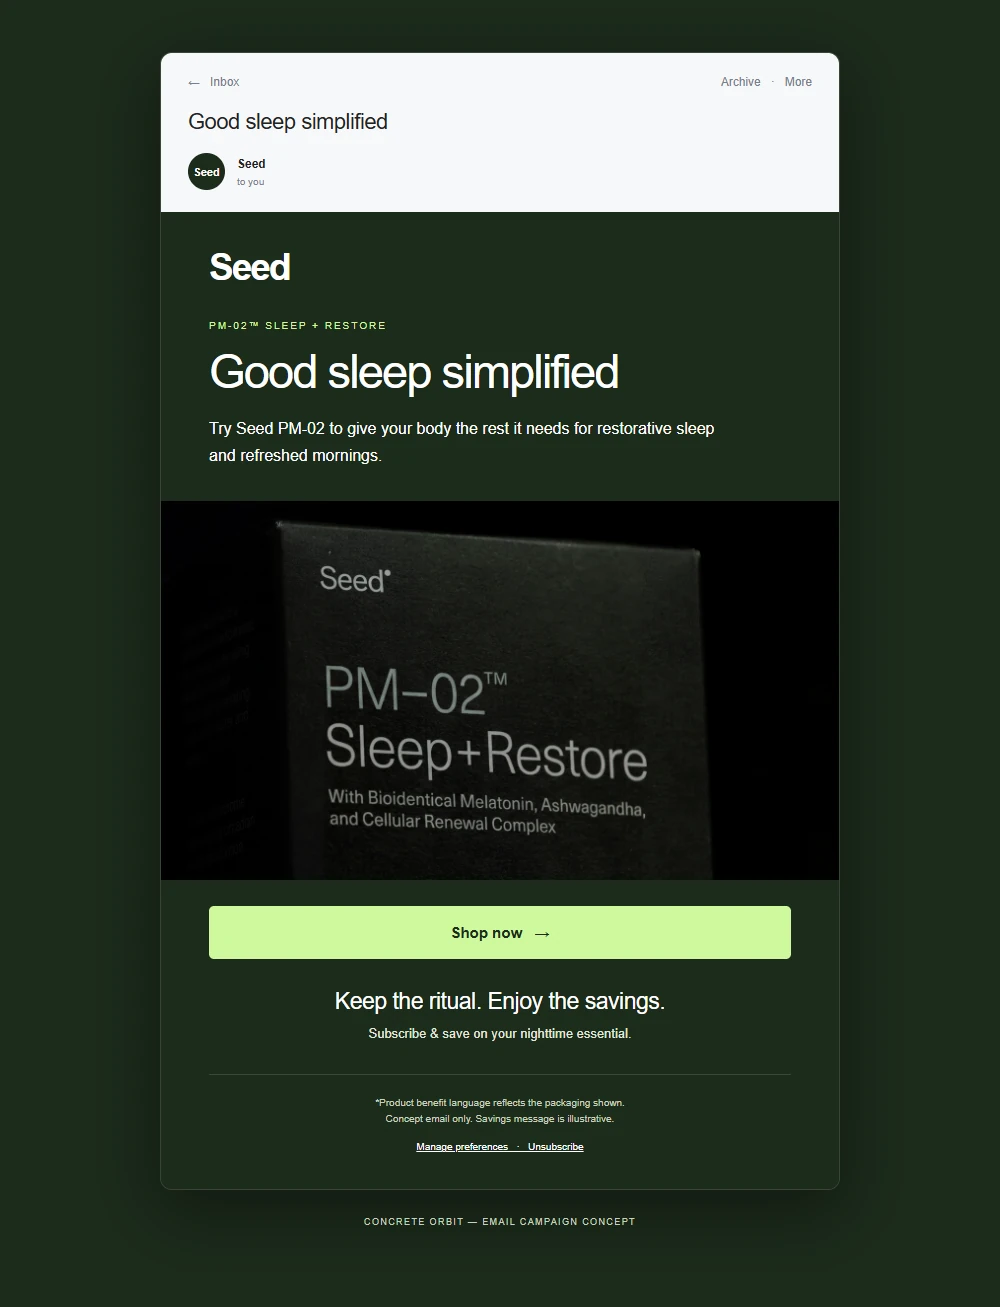 ← Inbox
Archive · More
Good sleep simplified
Seed
Seed
to you
Seed
PM-02™ SLEEP + RESTORE
Good sleep simplified
Try Seed PM-02 to give your body the rest it needs for restorative sleep
and refreshed mornings.
Seed
PM–02™
Sleep+Restore
With Bioidentical Melatonin, Ashwagandha,
and Cellular Renewal Complex
Shop now →
Keep the ritual. Enjoy the savings.
Subscribe & save on your nighttime essential.
*Product benefit language reflects the packaging shown.
Concept email only. Savings message is illustrative.
Manage preferences · Unsubscribe
CONCRETE ORBIT — EMAIL CAMPAIGN CONCEPT